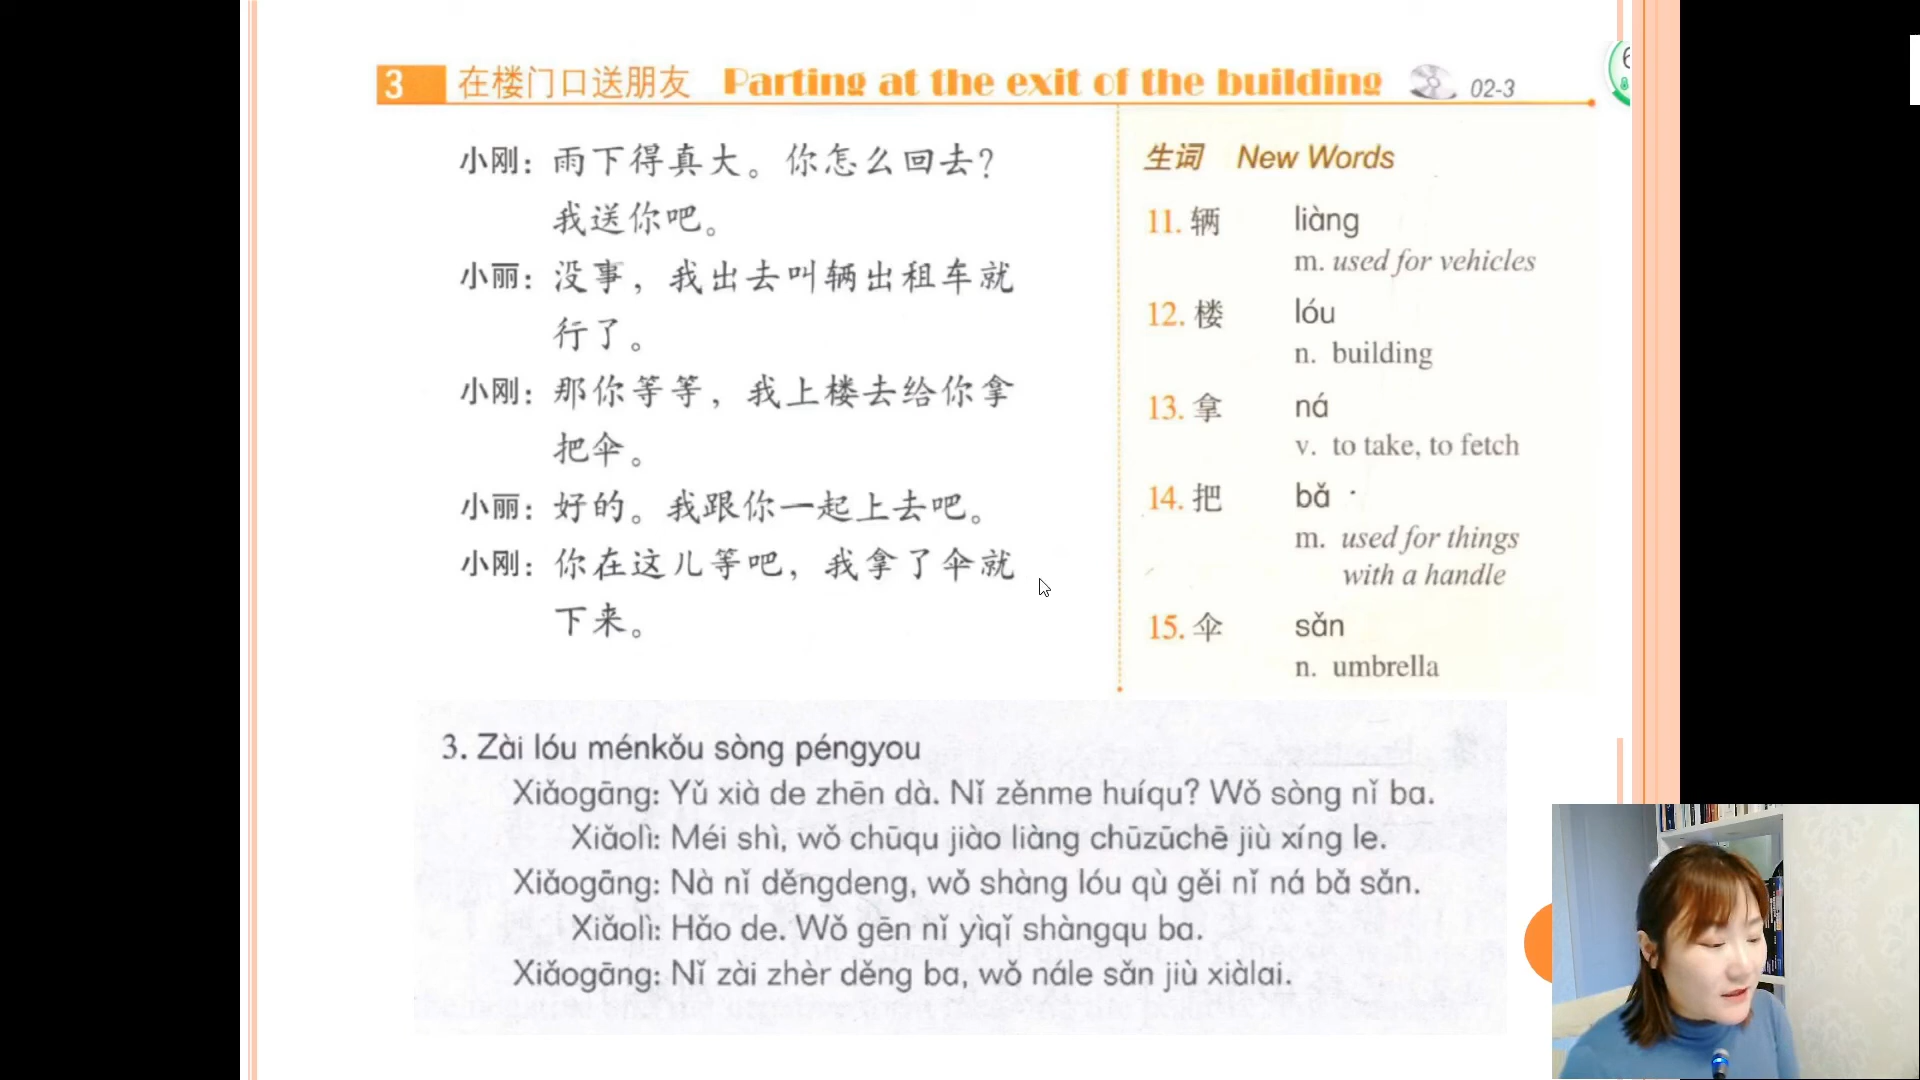 3 在楼门口送朋友 Parting at the exit of the building 02-3
小刚：雨下得真大。你怎么回去？
我送你吧。
小丽：没事，我出去叫辆出租车就
行了。
小刚：那你等等，我上楼去给你拿
把伞。
小丽：好的。我跟你一起上去吧。
小刚：你在这儿等吧，我拿了伞就
下来。
生词 New Words
11. 辆 liàng
m. used for vehicles
12. 楼 lóu
n. building
13. 拿 ná
v. to take, to fetch
14. 把 bǎ
m. used for things
with a handle
15. 伞 sǎn
n. umbrella
3. Zài lóu ménkǒu sòng péngyou
Xiǎogāng: Yǔ xià de zhēn dà. Nǐ zěnme huíqu? Wǒ sòng nǐ ba.
Xiǎolì: Méi shì, wǒ chūqu jiào liàng chūzūchē jiù xíng le.
Xiǎogāng: Nà nǐ děngdeng, wǒ shàng lóu qù gěi nǐ ná bǎ sǎn.
Xiǎolì: Hǎo de. Wǒ gēn nǐ yìqǐ shàngqu ba.
Xiǎogāng: Nǐ zài zhèr děng ba, wǒ nále sǎn jiù xiàlai.